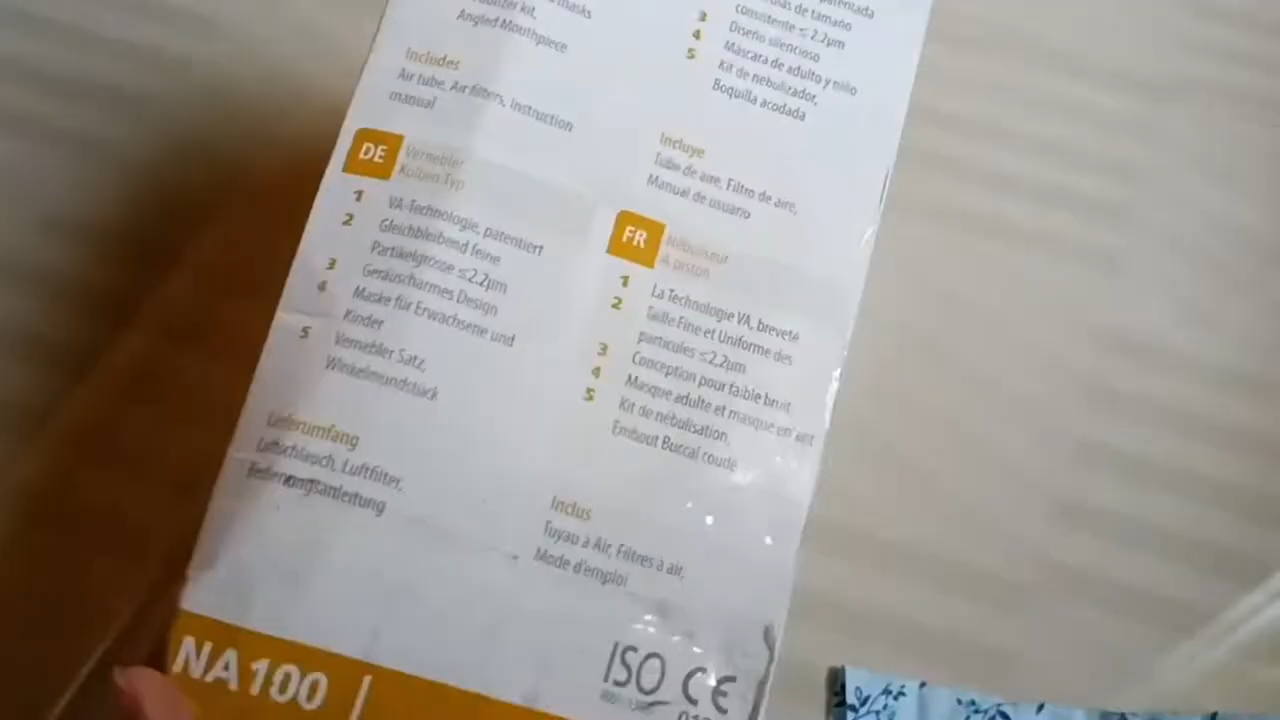 masks
kit,
Angled Mouthpiece
Includes
Air tube, Air filters, Instruction
manual
DE
Vernebler
Kolben Typ
1 VA-Technologie, patentiert
2 Gleichbleibend feine
Partikelgrosse ≤2.2μm
3 Geräuscharmes Design
4 Maske für Erwachsene und
Kinder
5 Vernebler Satz,
Winkelmundstück
Lieferumfang
Luftschlauch, Luftfilter,
Bedienungsanleitung
de tamaño
consistente ≤ 2.2μm
3 Diseño silencioso
4 Máscara de adulto y niño
5 Kit de nebulizador,
Boquilla acodada
Incluye
Tubo de aire, Filtro de aire,
Manual de usuario
FR
Nébuliseur
À piston
1 La Technologie VA, breveté
2 Taille Fine et Uniforme des
particules ≤2,2μm
3 Conception pour faible bruit
4 Masque adulte et masque enfant
5 Kit de nébulisation,
Embout Buccal coudé
Inclus
Tuyau à Air, Filtres à air,
Mode d'emploi
NA100 |
ISO CE